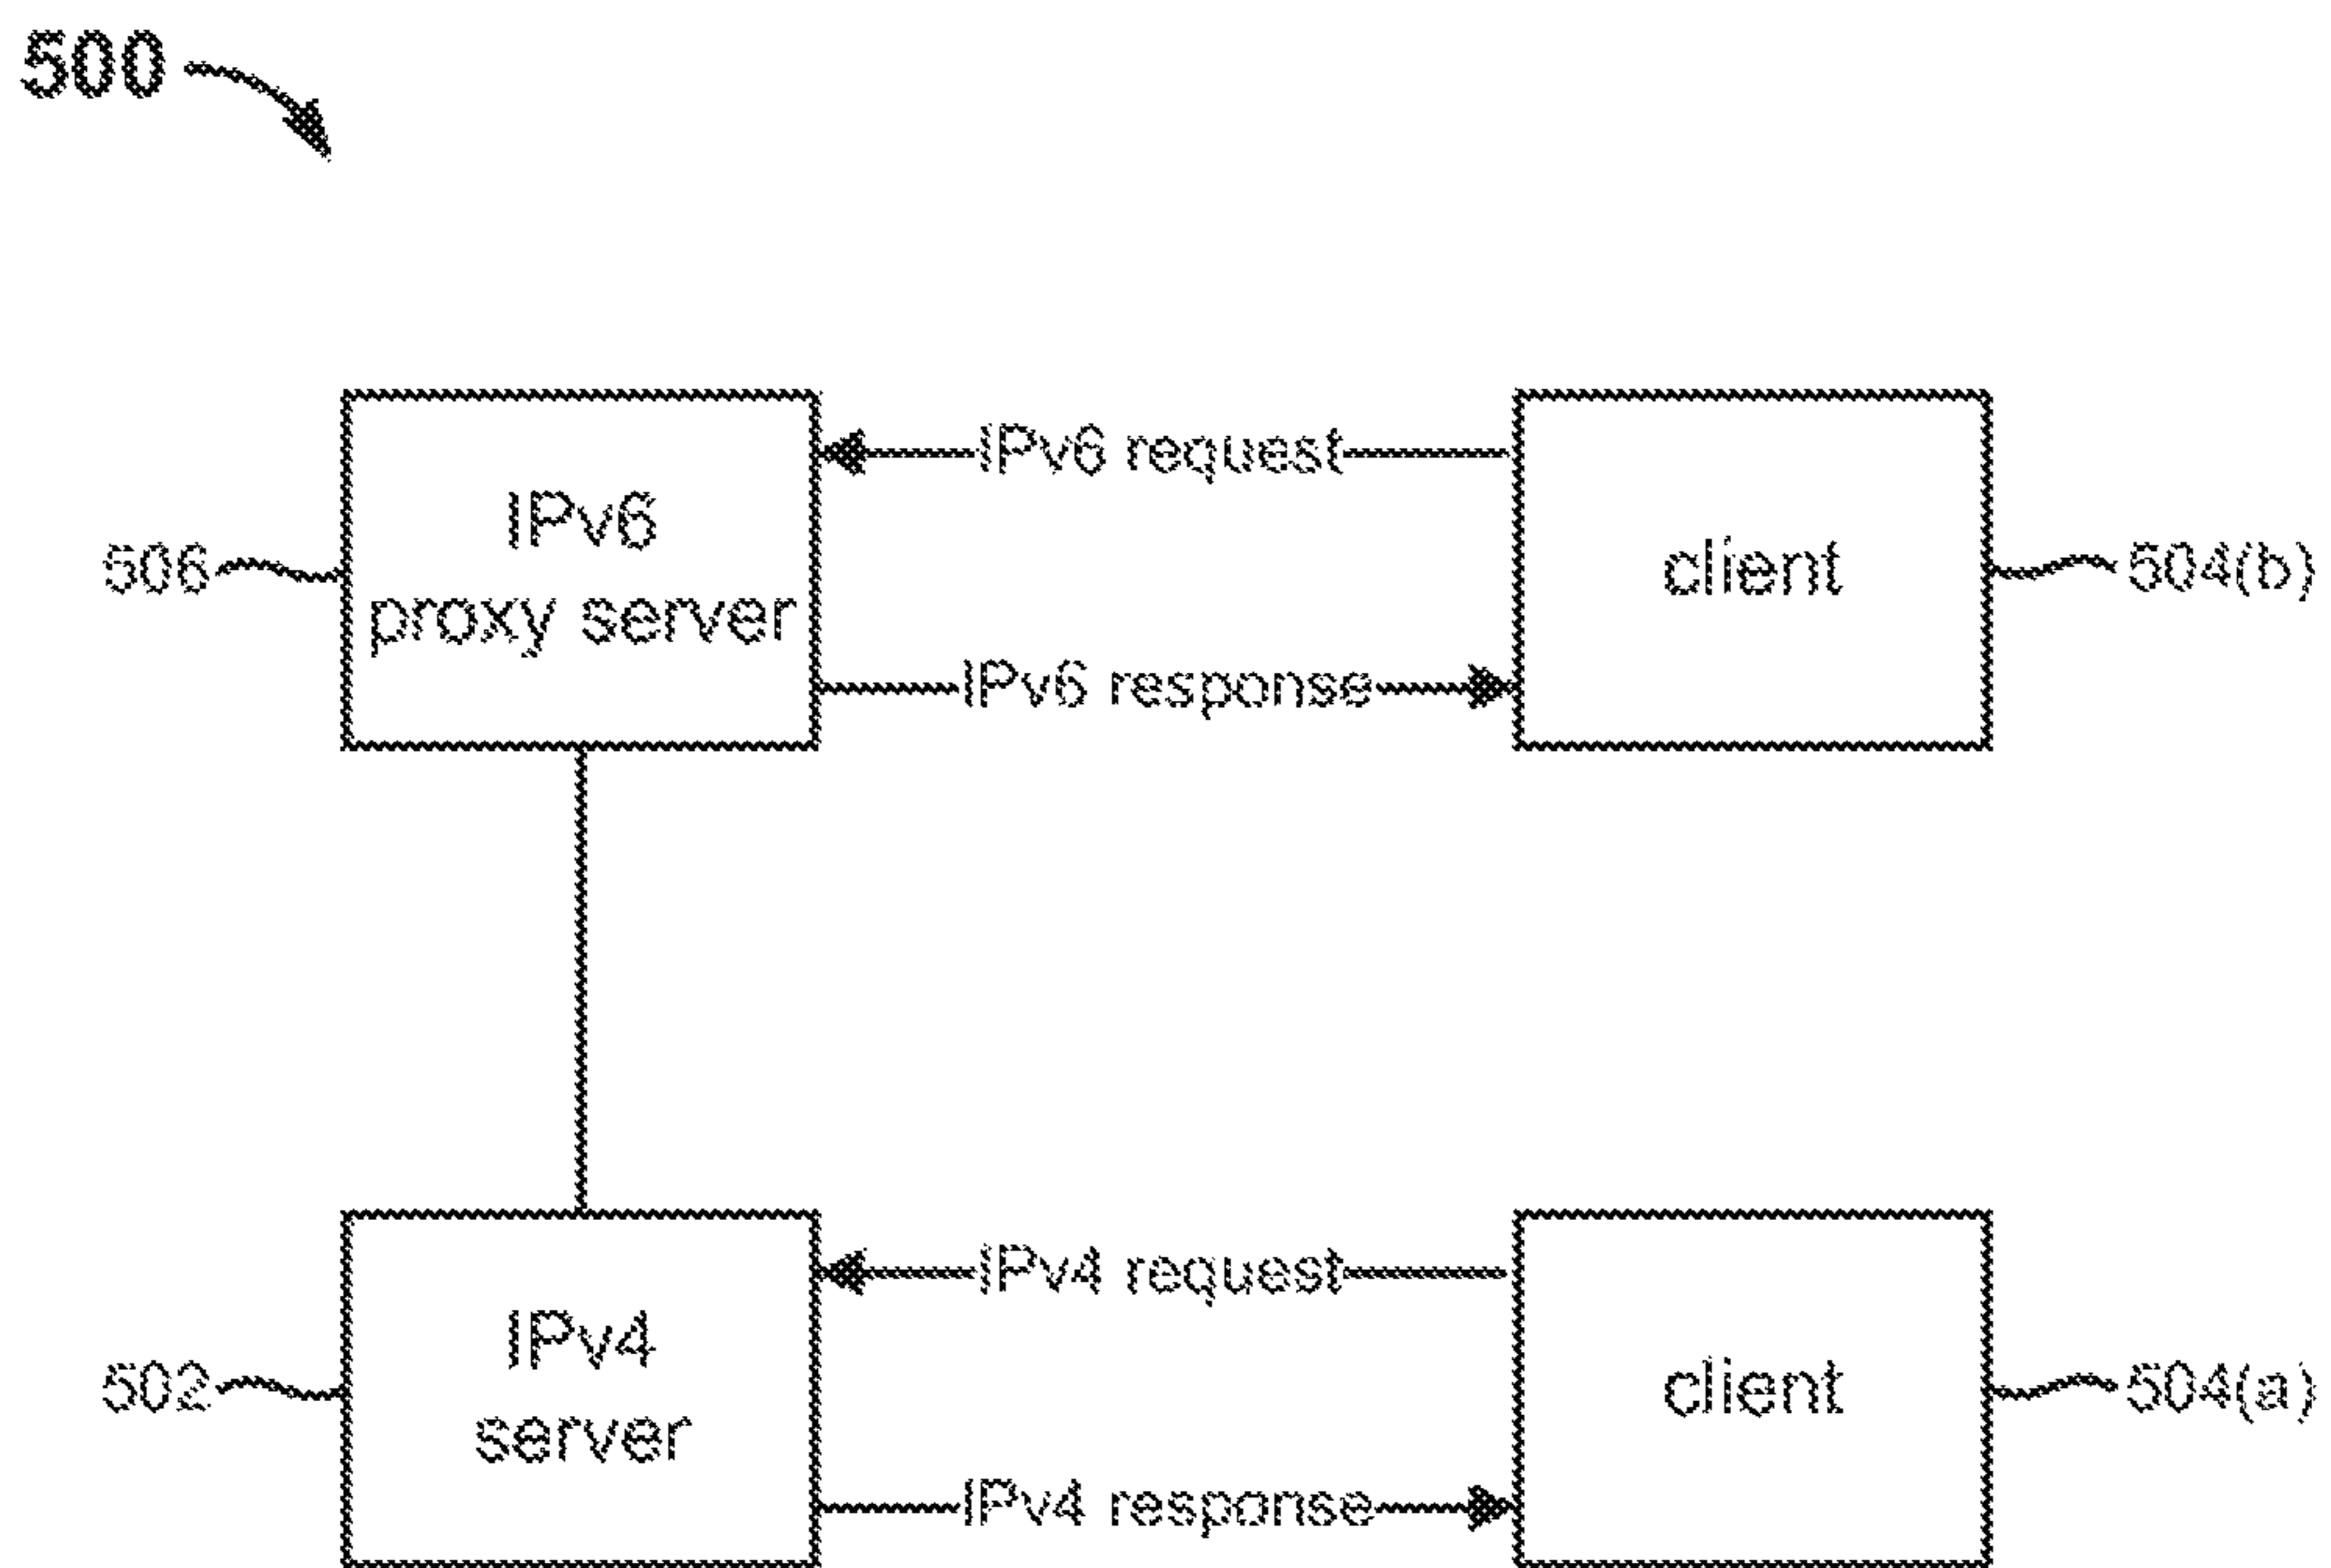 500
IPv6 request
IPv6
proxy server
506
client
504(b)
IPv6 response
IPv4 request
IPv4
server
502
client
504(a)
IPv4 response